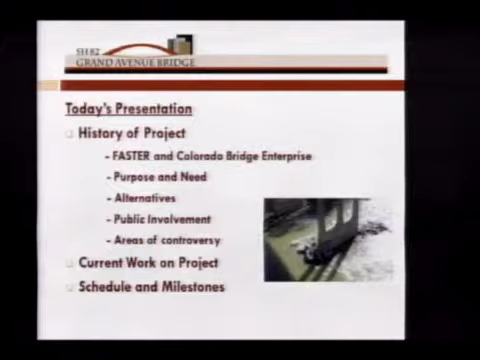 SH 82
GRAND AVENUE BRIDGE
Today's Presentation
History of Project
- FASTER and Colorado Bridge Enterprise
- Purpose and Need
- Alternatives
- Public Involvement
- Areas of controversy
Current Work on Project
Schedule and Milestones